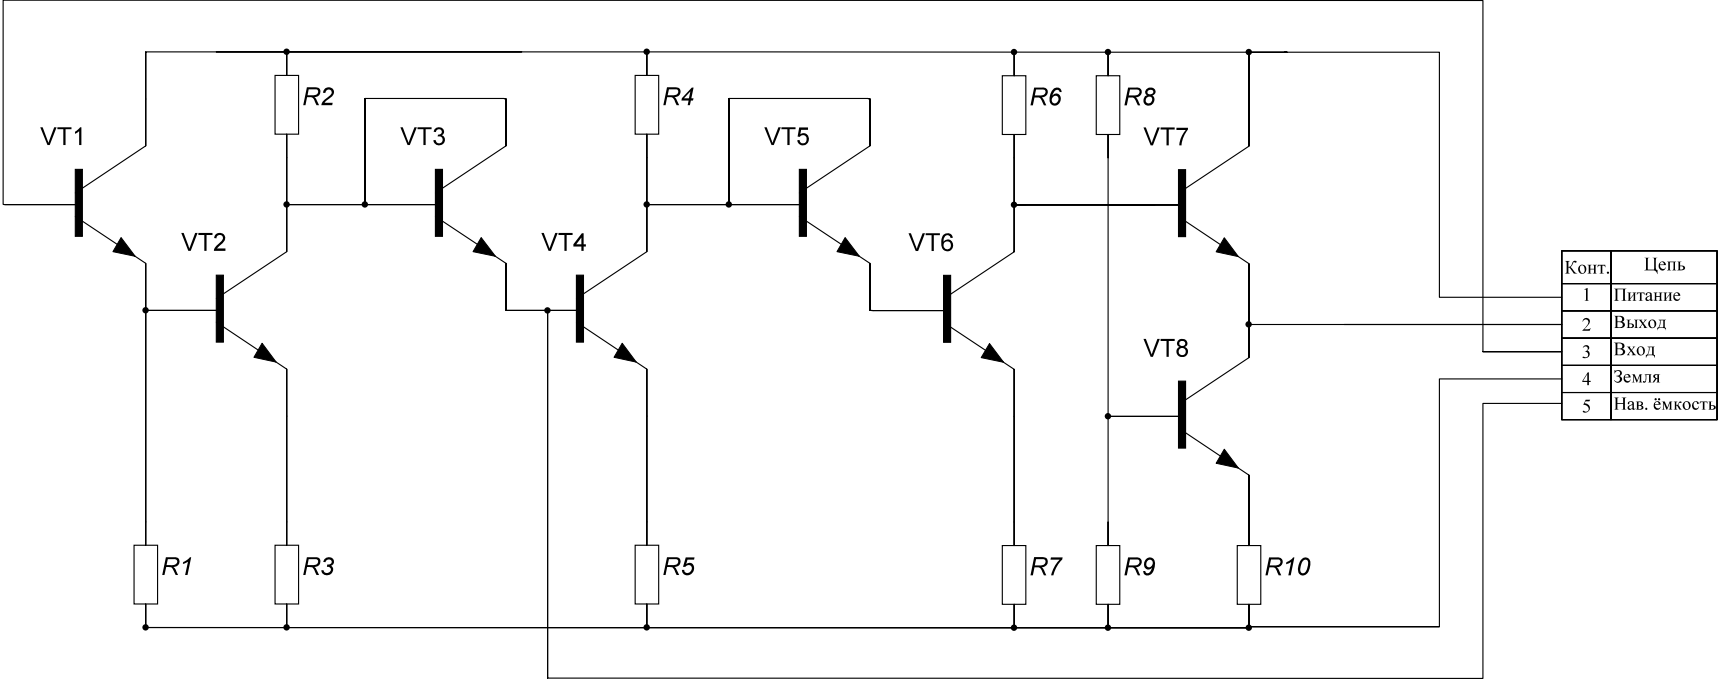 R2
R4
R6
R8
VT1
VT3
VT5
VT7
VT2
VT4
VT6
VT8
R1
R3
R5
R7
R9
R10
Конт. Цепь
1 Питание
2 Выход
3 Вход
4 Земля
5 Нав. ёмкость